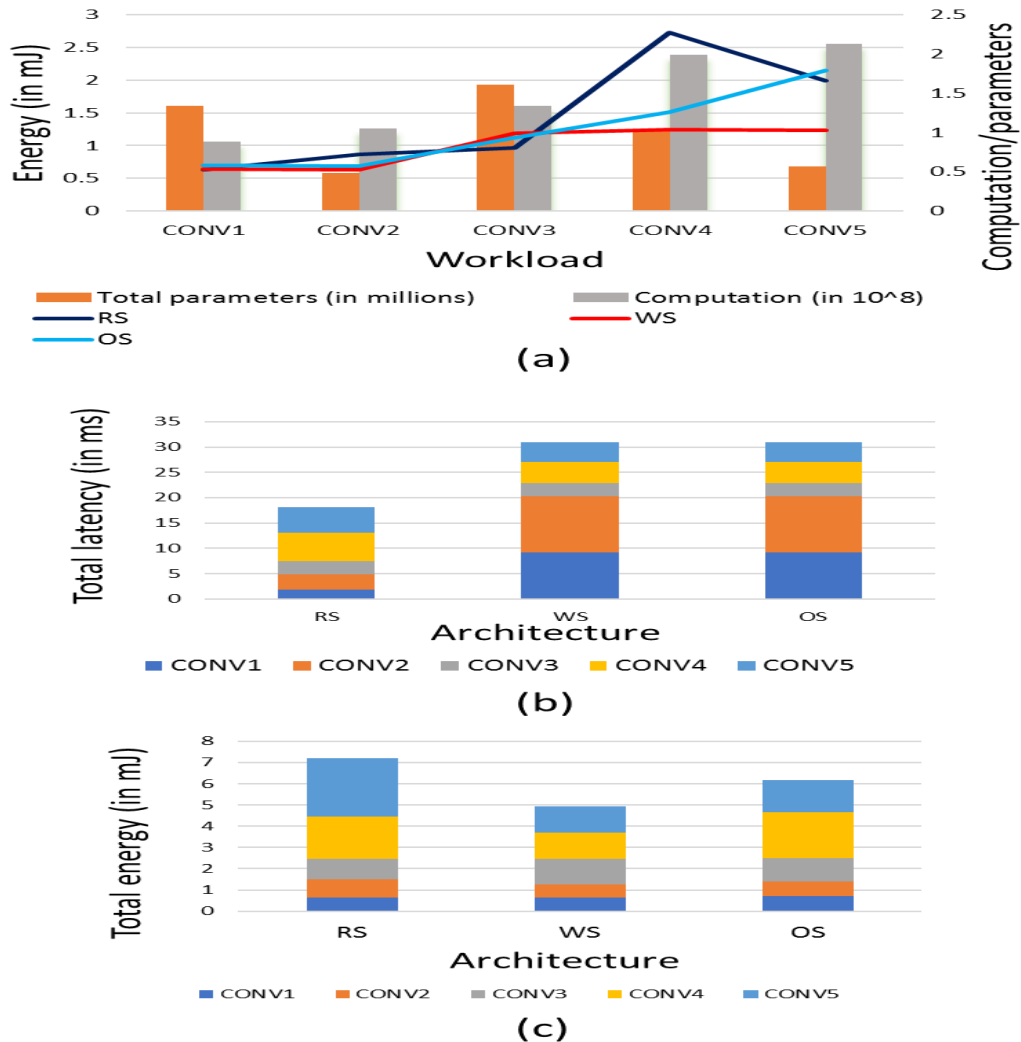 Energy (in mJ)
3
2.5
2
1.5
1
0.5
0
Computation/parameters
2.5
2
1.5
1
0.5
0
CONV1 CONV2 CONV3 CONV4 CONV5
Workload
Total parameters (in millions) Computation (in 10^8)
RS WS
OS
(a)
Total latency (in ms)
35
30
25
20
15
10
5
0
RS WS OS
Architecture
CONV1 CONV2 CONV3 CONV4 CONV5
(b)
Total energy (in mJ)
8
7
6
5
4
3
2
1
0
RS WS OS
Architecture
CONV1 CONV2 CONV3 CONV4 CONV5
(c)